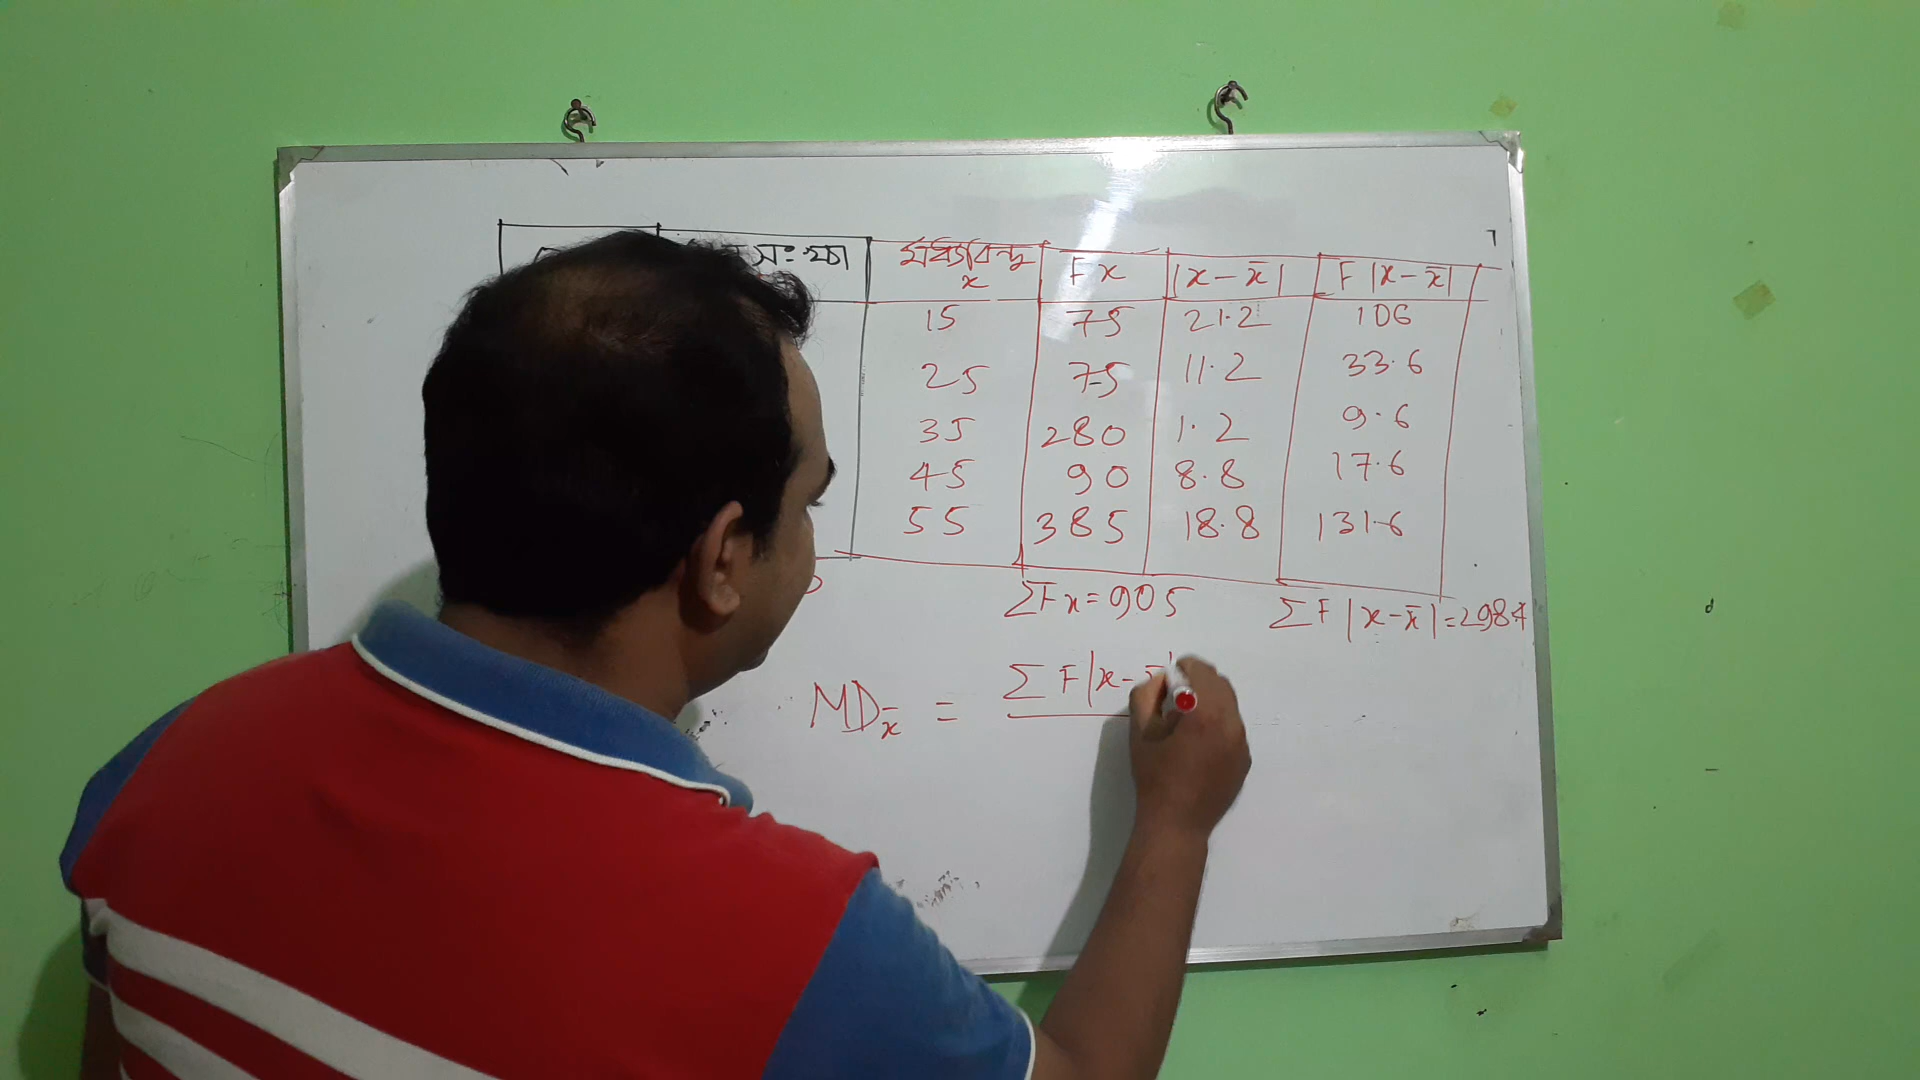 সংখ্যা মধ্যবিন্দু x Fx |x-x̄| F|x-x̄|
15 75 21.2 106
25 75 11.2 33.6
35 280 1.2 9.6
45 90 8.8 17.6
55 385 18.8 131.6
ΣFx=905 ΣF|x-x̄|=298.4
MDx̄ = ΣF|x-x̄|